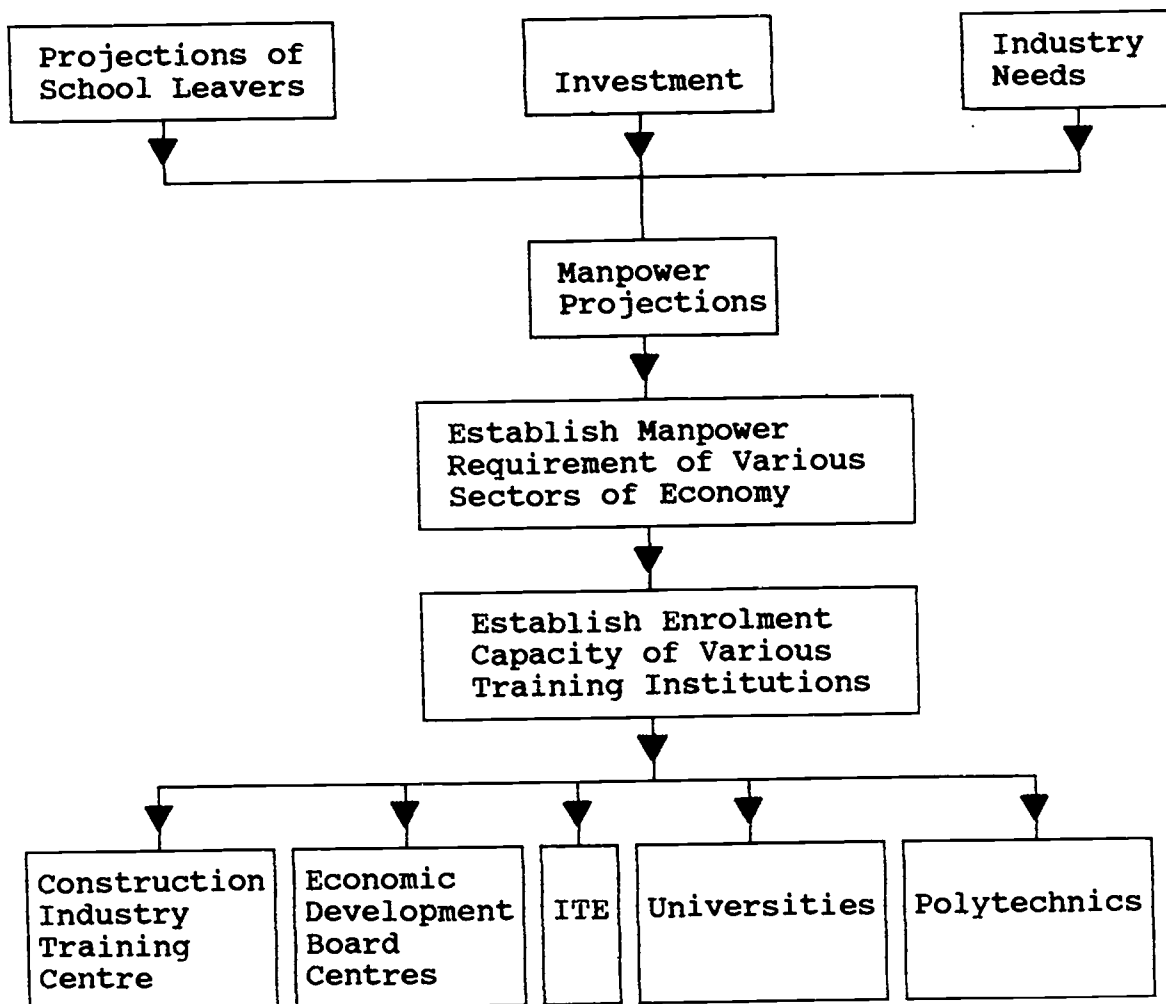 Projections of
School Leavers
Investment
Industry
Needs
Manpower
Projections
Establish Manpower
Requirement of Various
Sectors of Economy
Establish Enrolment
Capacity of Various
Training Institutions
Construction
Industry
Training
Centre
Economic
Development
Board
Centres
ITE
Universities
Polytechnics